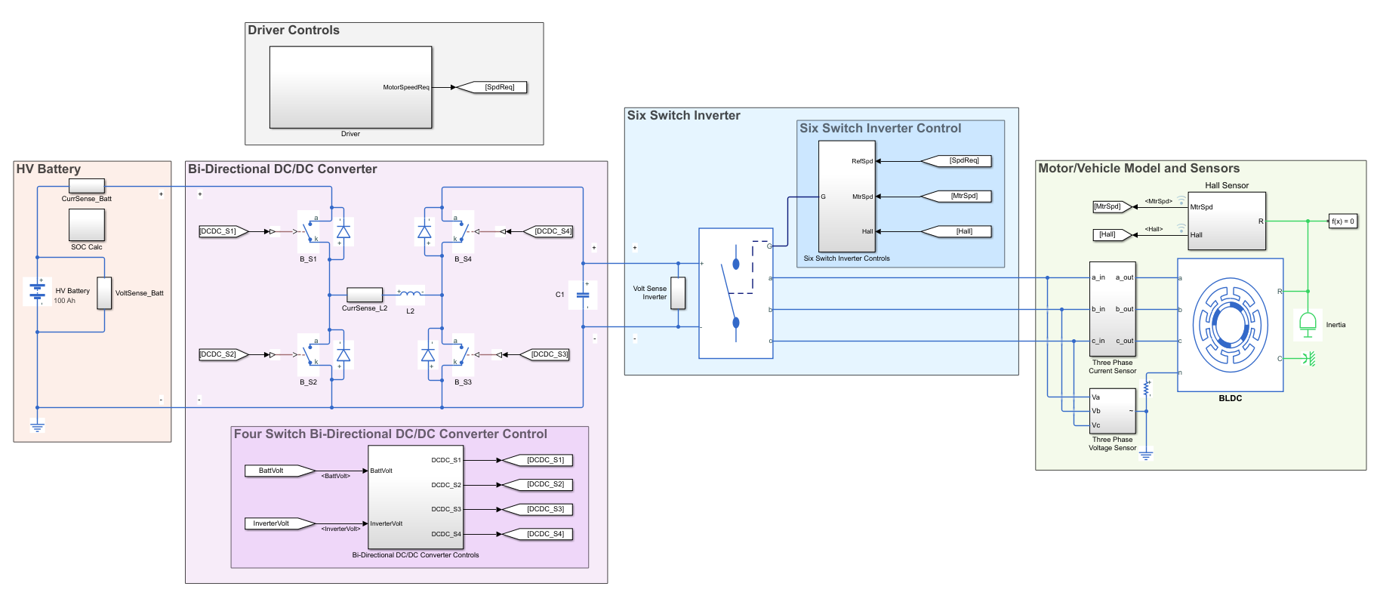 Driver Controls
MotorSpeedReq
[SpdReq]
Driver
HV Battery
CurrSense_Batt
SOC Calc
HV Battery
100 Ah
VoltSense_Batt
Bi-Directional DC/DC Converter
[DCDC_S1]
a
k
B_S1
a
k
B_S4
[DCDC_S4]
CurrSense_L2
L2
C1
[DCDC_S2]
a
k
B_S2
a
k
B_S3
[DCDC_S3]
Four Switch Bi-Directional DC/DC Converter Control
BattVolt
<BattVolt>
BattVolt
InverterVolt
<InverterVolt>
InverterVolt
DCDC_S1
[DCDC_S1]
DCDC_S2
[DCDC_S2]
DCDC_S3
[DCDC_S3]
DCDC_S4
[DCDC_S4]
Bi-Directional DC/DC Converter Controls
Six Switch Inverter
Six Switch Inverter Control
RefSpd
[SpdReq]
G
MtrSpd
[MtrSpd]
Hall
[Hall]
Six Switch Inverter Controls
Volt Sense
Inverter
+
-
G
a
b
c
Motor/Vehicle Model and Sensors
Hall Sensor
[MtrSpd]
<MtrSpd>
MtrSpd
[Hall]
<Hall>
Hall
R
f(x) = 0
a_in
a_out
b_in
b_out
c_in
c_out
Three Phase
Current Sensor
a
b
c
n
R
C
BLDC
Inertia
Va
Vb
Vc
~
Three Phase
Voltage Sensor